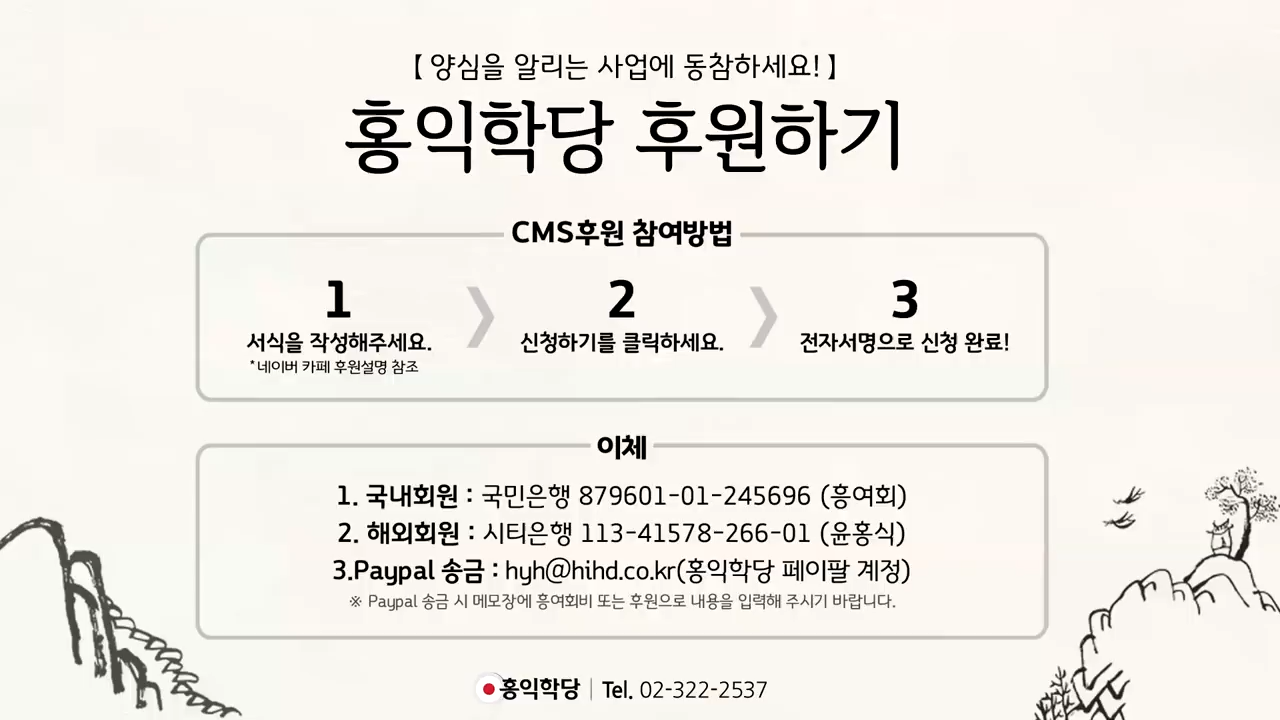 【 양심을 알리는 사업에 동참하세요! 】
홍익학당 후원하기
CMS후원 참여방법
1
서식을 작성해주세요.
*네이버 카페 후원설명 참조
2
신청하기를 클릭하세요.
3
전자서명으로 신청 완료!
이체
1. 국내회원 : 국민은행 879601-01-245696 (흥여회)
2. 해외회원 : 시티은행 113-41578-266-01 (윤홍식)
3.Paypal 송금 : hyh@hihd.co.kr(홍익학당 페이팔 계정)
※ Paypal 송금 시 메모장에 흥여회비 또는 후원으로 내용을 입력해 주시기 바랍니다.
홍익학당 | Tel. 02-322-2537